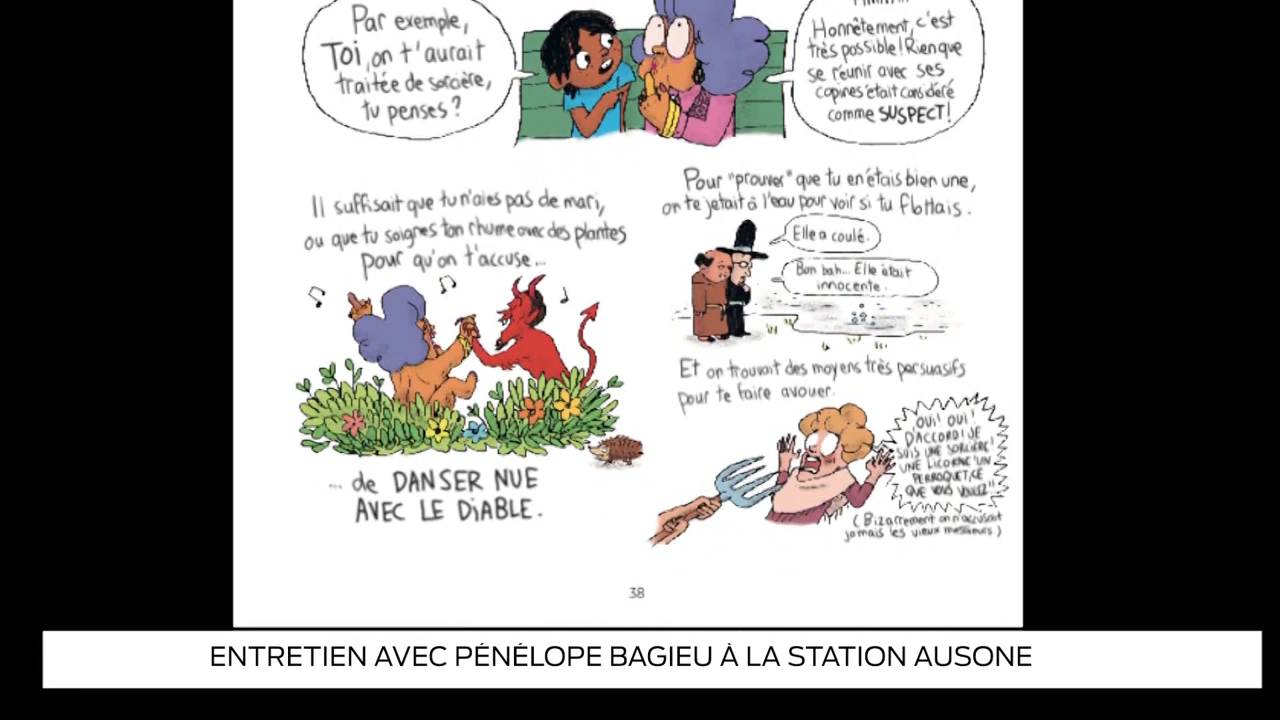 Par exemple,
Toi, on t'aurait
traitée de sorcière,
tu penses?
Honnêtement, c'est
très possible! Rien que
se réunir avec ses
copines était considéré
comme SUSPECT!
Il suffisait que tu n'aies pas de mari,
ou que tu soignes ton rhume avec des plantes
pour qu'on t'accuse...
... de DANSER NUE
AVEC LE DIABLE.
Pour "prouver" que tu en étais bien une,
on te jetait à l'eau pour voir si tu flottais.
Elle a coulé.
Bon bah... Elle était
innocente.
Et on trouvait des moyens très persuasifs
pour te faire avouer.
OUI! OUI!
D'ACCORD! JE
SUIS UNE SORCIÈRE!
UNE LICORNE! UN
PERROQUET, CE
QUE VOUS VOULEZ!!
(Bizarrement on n'accusait
jamais les vieux messieurs)
38
ENTRETIEN AVEC PÉNÉLOPE BAGIEU À LA STATION AUSONE